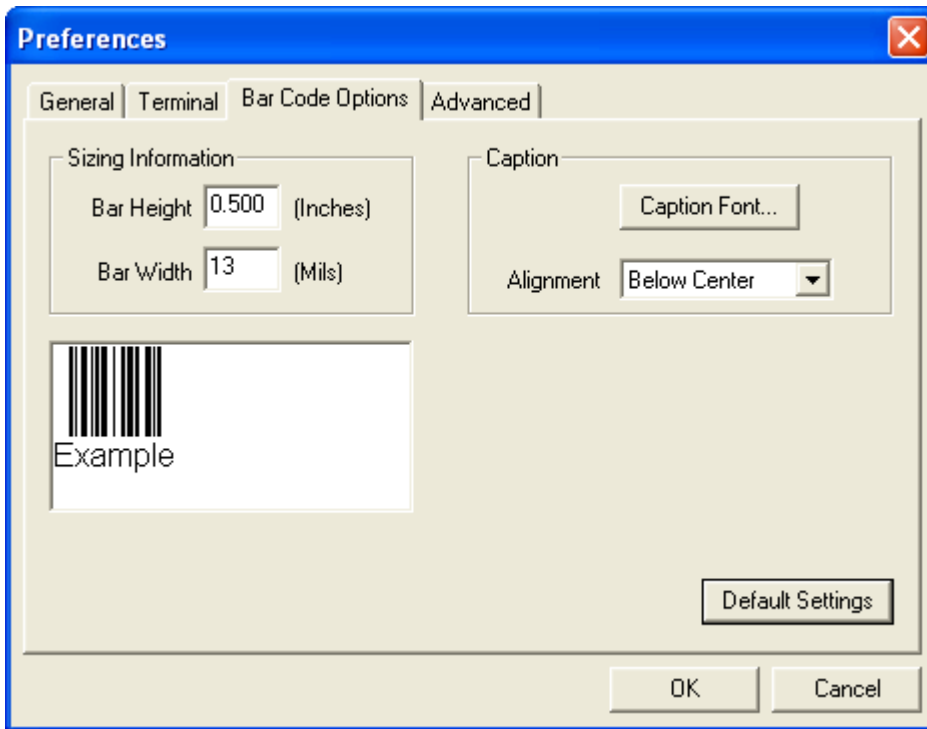 Preferences
General Terminal Bar Code Options Advanced
Sizing Information
Bar Height 0.500 (Inches)
Bar Width 13 (Mils)
Caption
Caption Font...
Alignment Below Center
Example
Default Settings
OK Cancel